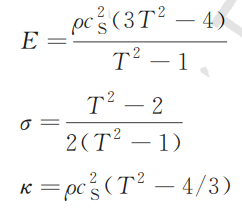 E = ρc_S^2(3T^2 − 4) / (T^2 − 1)
σ = (T^2 − 2) / (2(T^2 − 1))
κ = ρc_S^2(T^2 − 4/3)